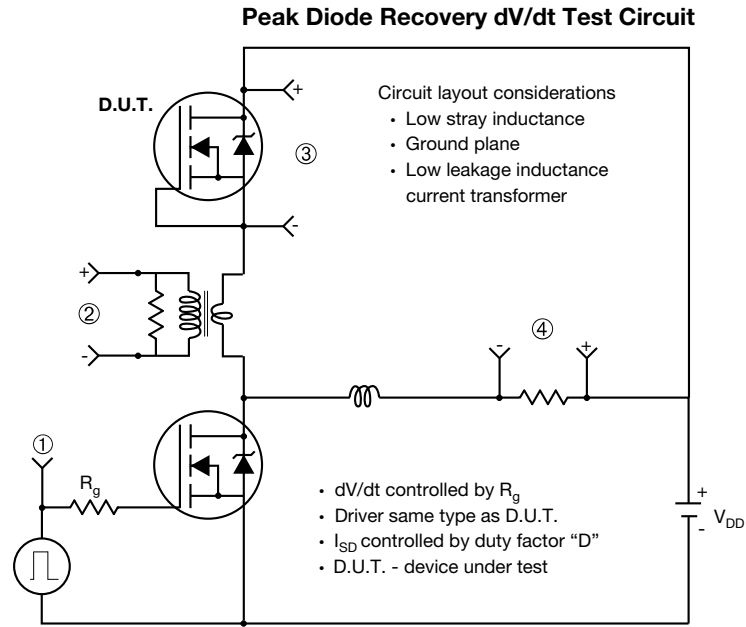 Peak Diode Recovery dV/dt Test Circuit
D.U.T.
+
Circuit layout considerations
• Low stray inductance
• Ground plane
• Low leakage inductance
current transformer
③
-
+
②
-
④
-
+
①
Rg
• dV/dt controlled by Rg
• Driver same type as D.U.T.
• ISD controlled by duty factor “D”
• D.U.T. - device under test
+
VDD
-